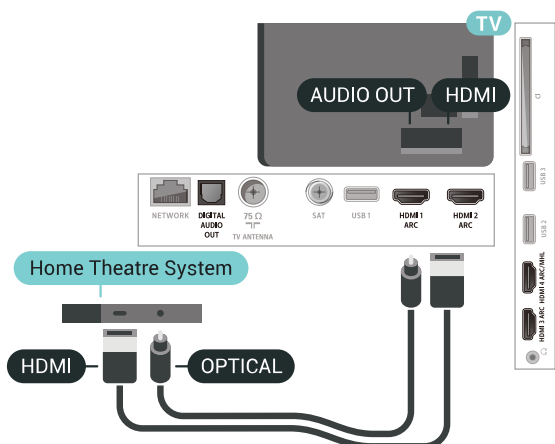 TV
AUDIO OUT
HDMI
CI
USB 3
USB 2
HDMI 4 ARC/MHL
HDMI 3 ARC
NETWORK
DIGITAL
AUDIO
OUT
75 Ω
TV ANTENNA
SAT
USB 1
HDMI 1
ARC
HDMI 2
ARC
Home Theatre System
HDMI
OPTICAL